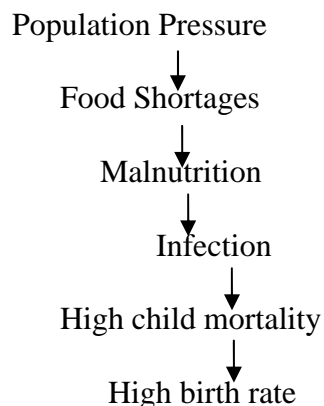 Population Pressure
Food Shortages
Malnutrition
Infection
High child mortality
High birth rate